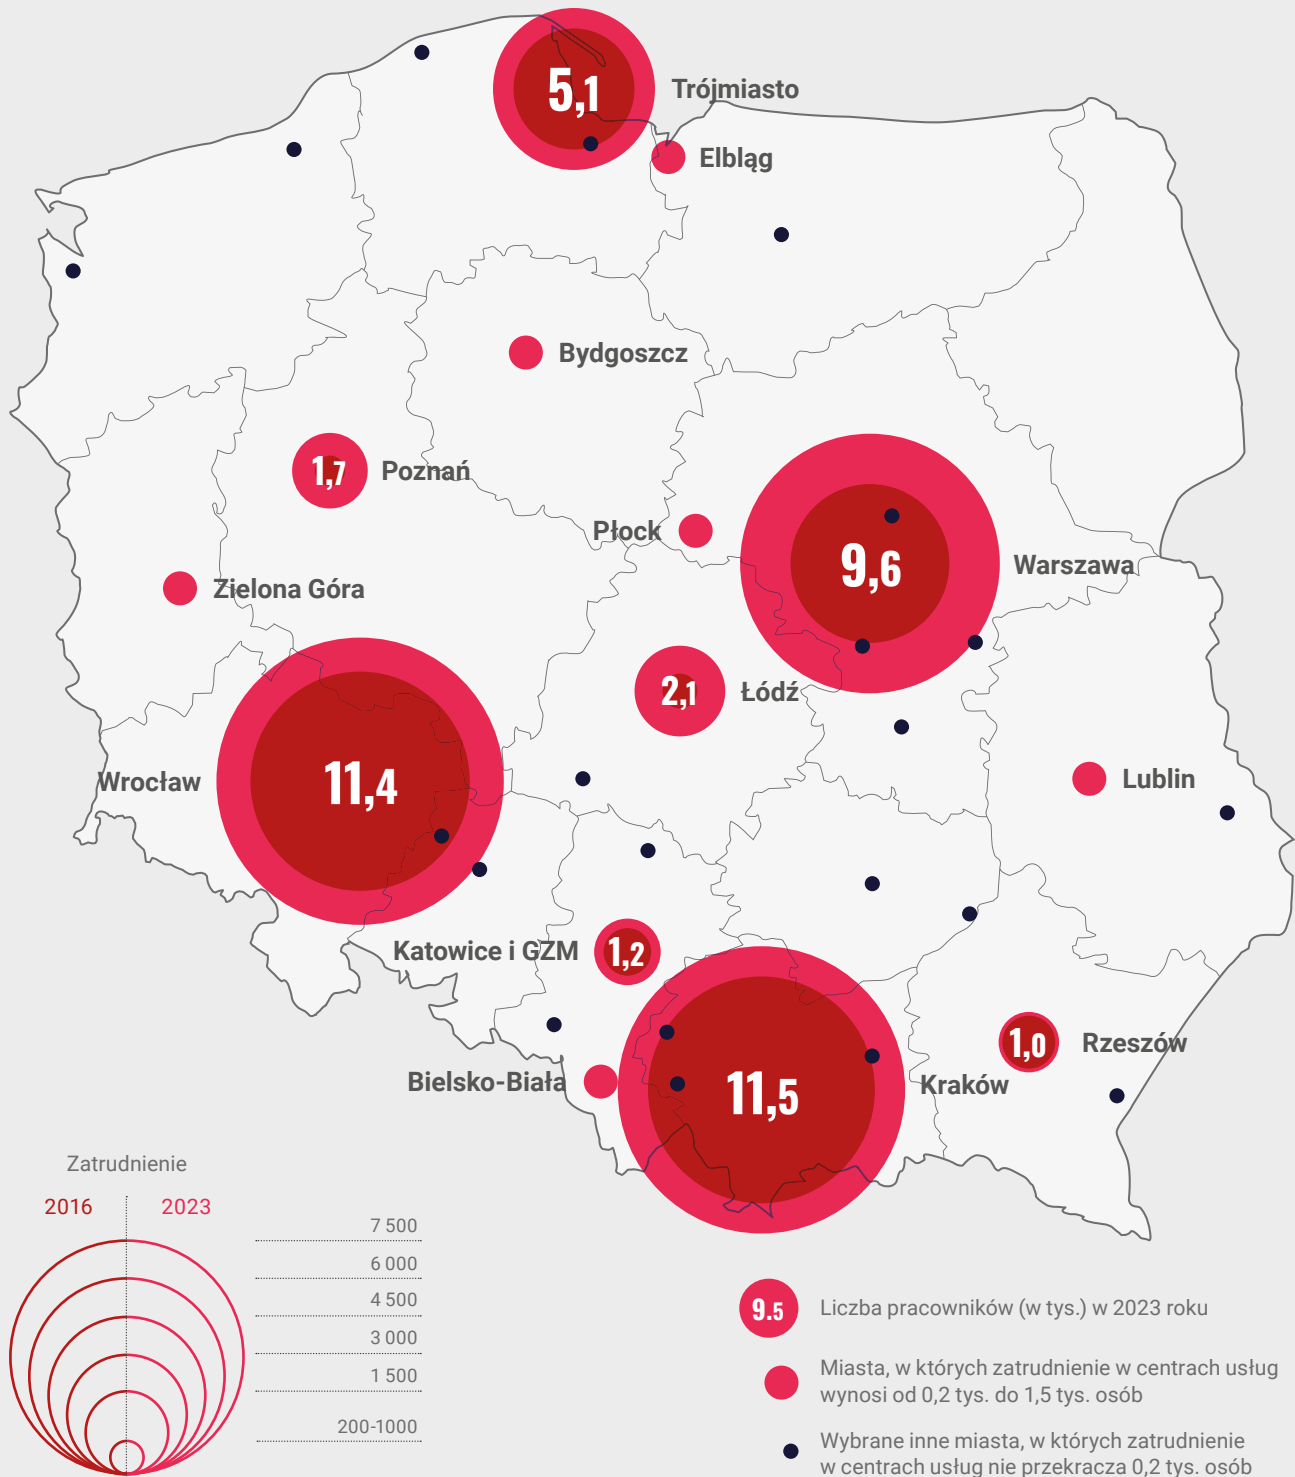 5,1
Trójmiasto
Elbląg
Bydgoszcz
1,7
Poznań
Płock
9,6
Warszawa
Zielona Góra
2,1
Łódź
Wrocław
11,4
Lublin
Katowice i GZM
1,2
1,0
Rzeszów
Bielsko-Biała
11,5
Kraków
Zatrudnienie
2016
2023
7 500
6 000
4 500
3 000
1 500
200-1000
9.5
Liczba pracowników (w tys.) w 2023 roku
Miasta, w których zatrudnienie w centrach usług
wynosi od 0,2 tys. do 1,5 tys. osób
Wybrane inne miasta, w których zatrudnienie
w centrach usług nie przekracza 0,2 tys. osób